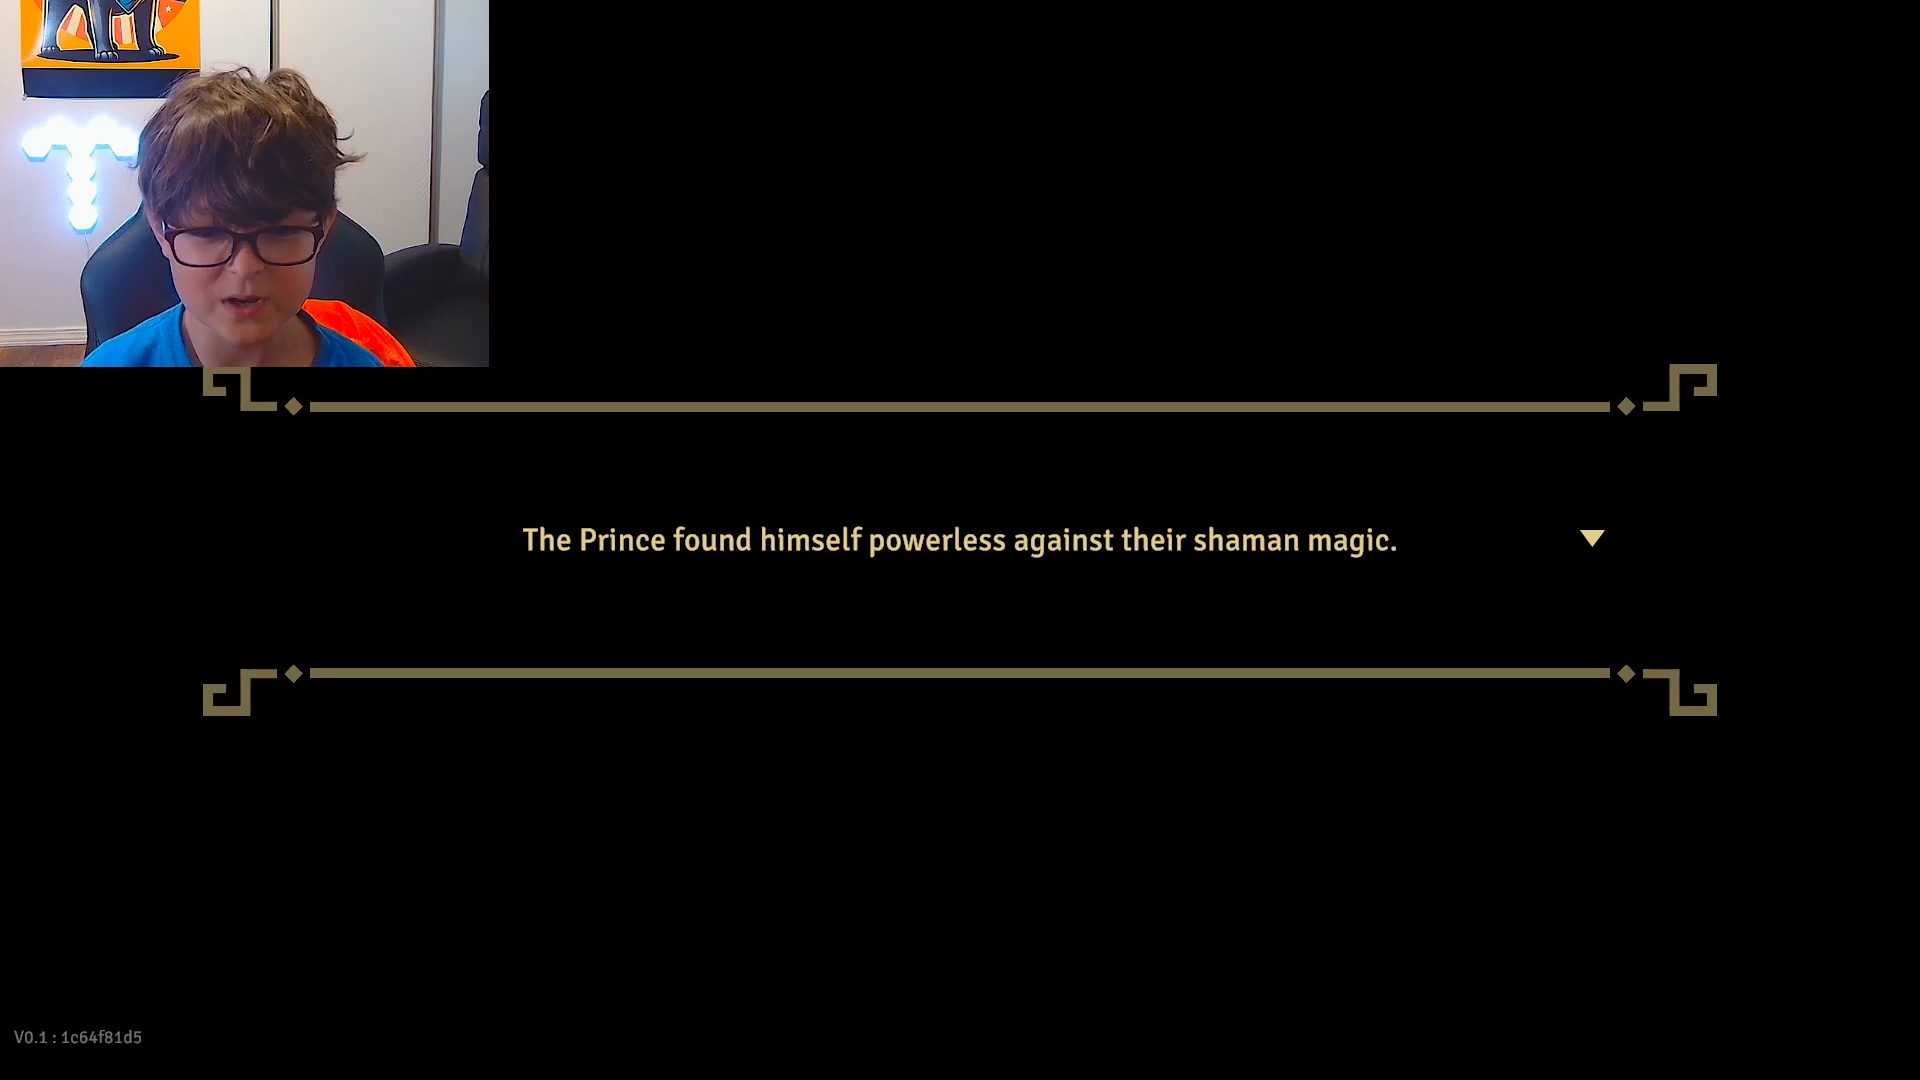 The Prince found himself powerless against their shaman magic.
V0.1 : 1c64f81d5